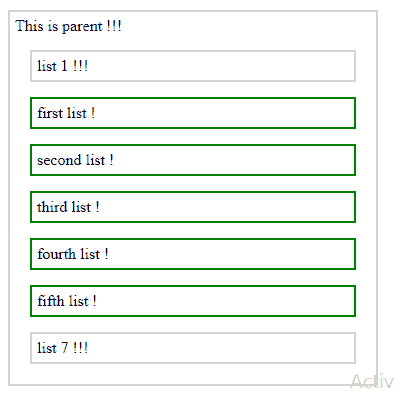 This is parent !!!
list 1 !!!
first list !
second list !
third list !
fourth list !
fifth list !
list 7 !!!
Activ